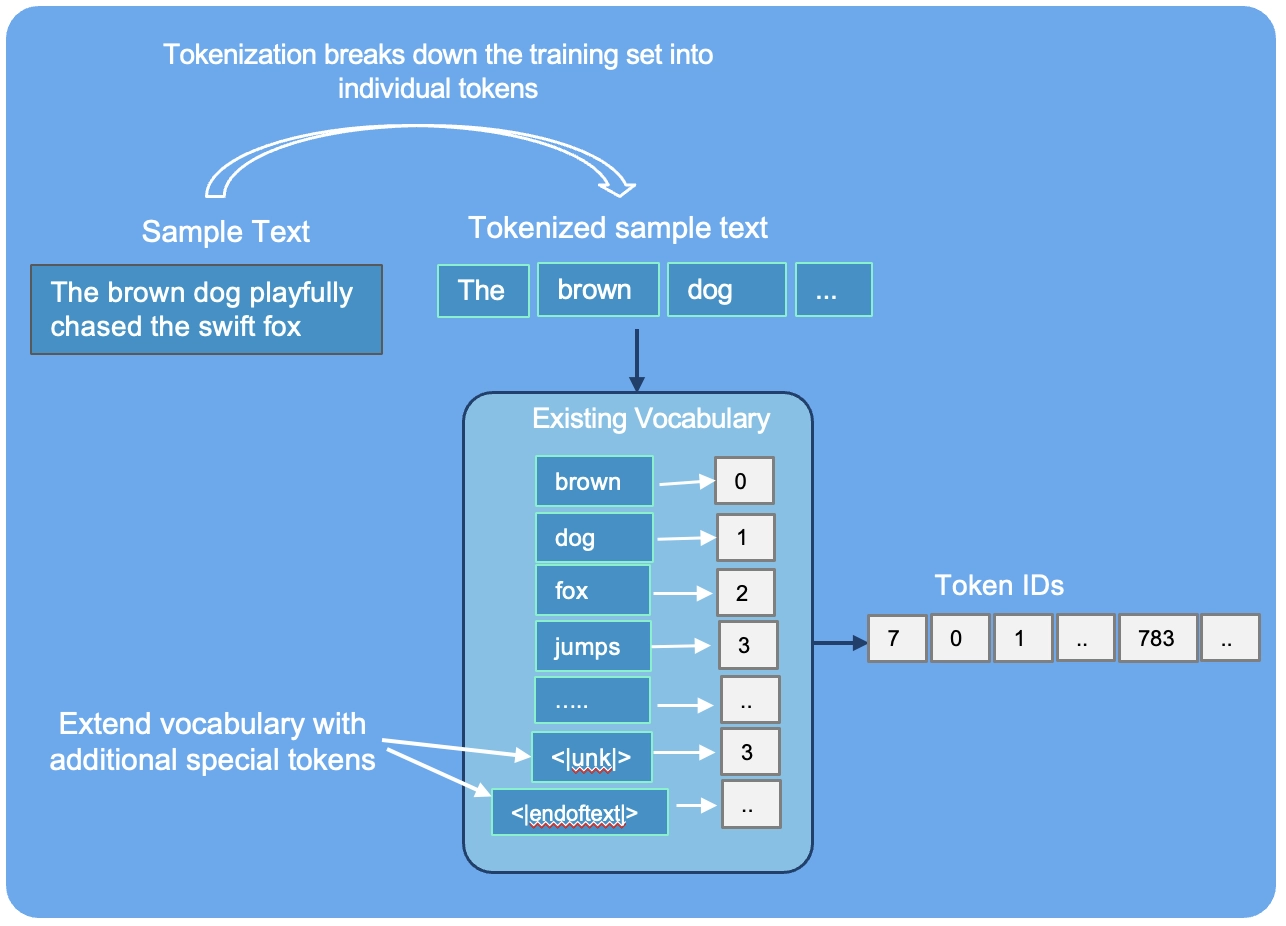 Tokenization breaks down the training set into
individual tokens
Sample Text
The brown dog playfully
chased the swift fox
Tokenized sample text
The brown dog ...
Existing Vocabulary
brown 0
dog 1
fox 2
jumps 3
..... ..
<|unk|> 3
<|endoftext|> ..
Extend vocabulary with
additional special tokens
Token IDs
7 0 1 .. 783 ..